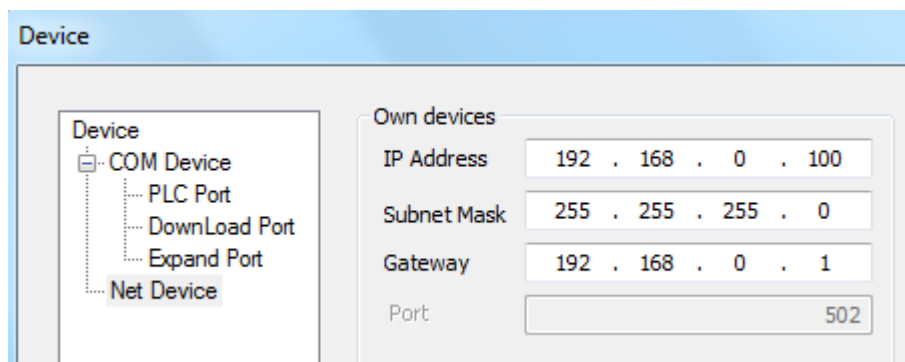 Device
Device
COM Device
PLC Port
DownLoad Port
Expand Port
Net Device
Own devices
IP Address 192 . 168 . 0 . 100
Subnet Mask 255 . 255 . 255 . 0
Gateway 192 . 168 . 0 . 1
Port 502